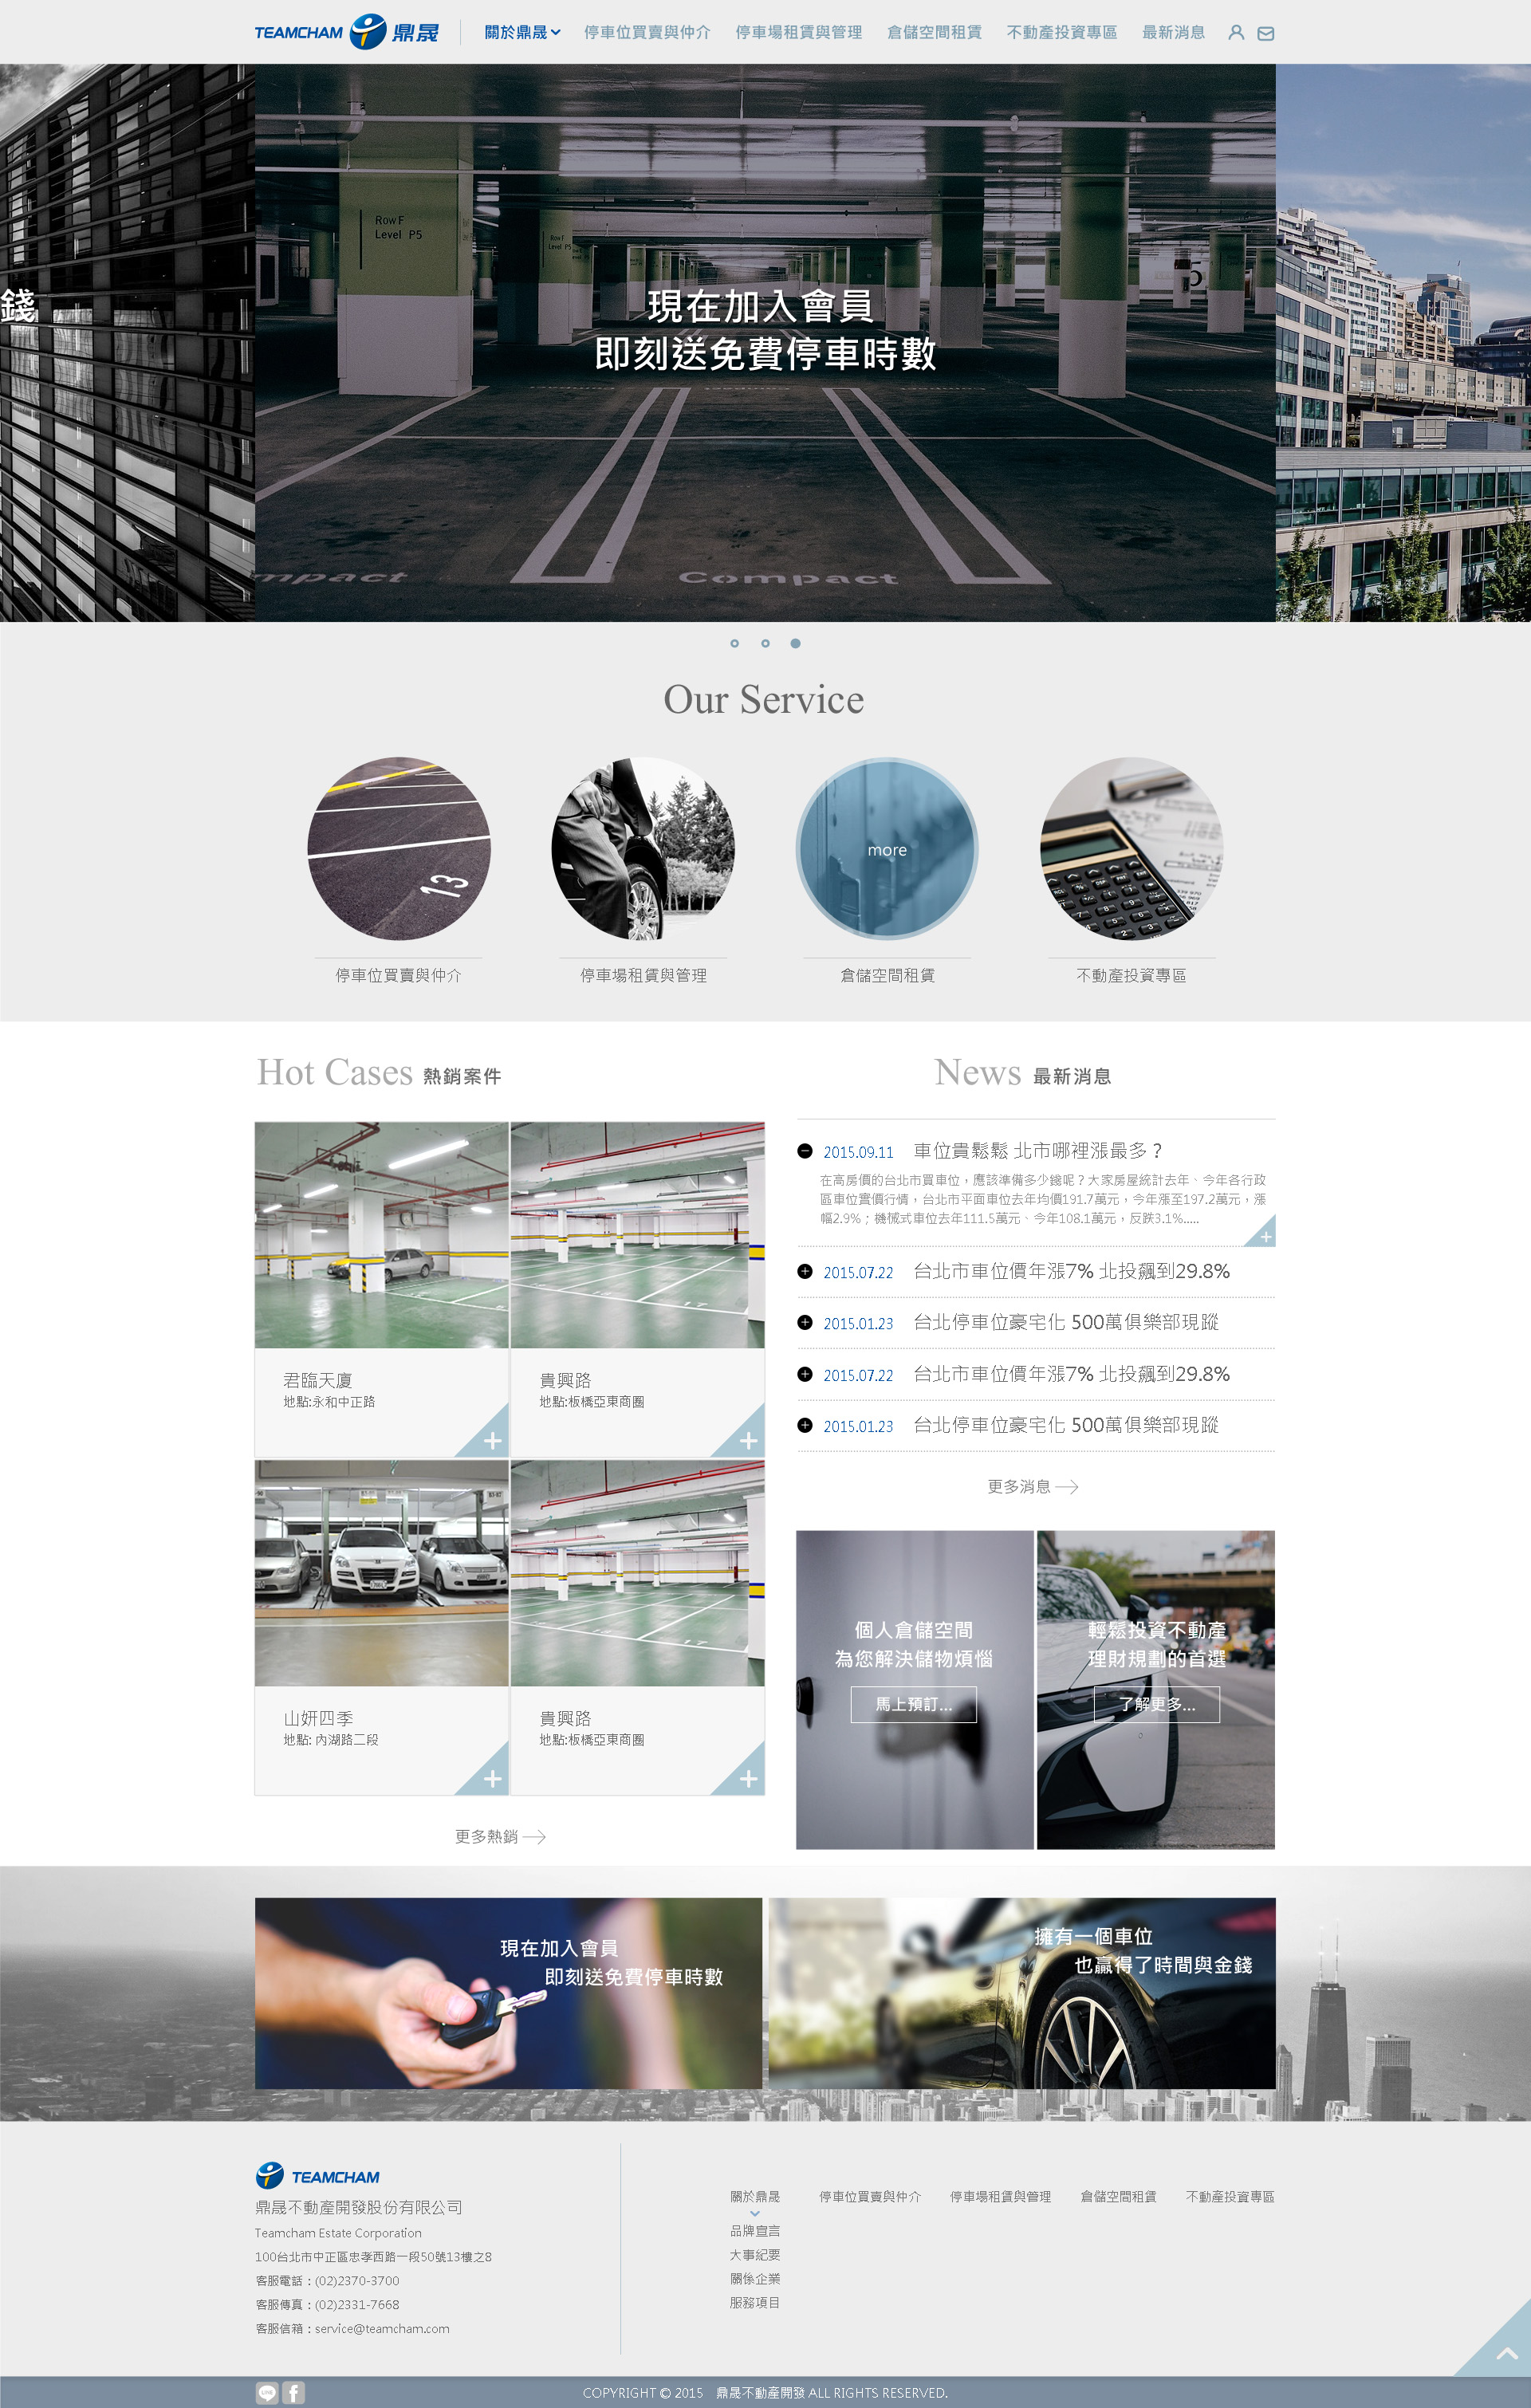 TEAMCHAM 鼎晟
關於鼎晟 停車位買賣與仲介 停車場租賃與管理 倉儲空間租賃 不動產投資專區 最新消息
錢
Row F
Level P5
Row F
Level P5
5
現在加入會員
即刻送免費停車時數
mpact Compact
Our Service
13
more
停車位買賣與仲介 停車場租賃與管理 倉儲空間租賃 不動產投資專區
Hot Cases 熱銷案件
君臨天廈
地點:永和中正路
貴興路
地點:板橋亞東商圈
山妍四季
地點: 內湖路二段
貴興路
地點:板橋亞東商圈
更多熱銷
News 最新消息
2015.09.11 車位貴鬆鬆 北市哪裡漲最多？
在高房價的台北市買車位，應該準備多少錢呢？大家房屋統計去年、今年各行政
區車位實價行情，台北市平面車位去年均價191.7萬元，今年漲至197.2萬元，漲
幅2.9%；機械式車位去年111.5萬元、今年108.1萬元，反跌3.1%.....
2015.07.22 台北市車位價年漲7% 北投飆到29.8%
2015.01.23 台北停車位豪宅化 500萬俱樂部現蹤
2015.07.22 台北市車位價年漲7% 北投飆到29.8%
2015.01.23 台北停車位豪宅化 500萬俱樂部現蹤
更多消息
個人倉儲空間
為您解決儲物煩惱
馬上預訂...
輕鬆投資不動產
理財規劃的首選
了解更多...
現在加入會員
即刻送免費停車時數
擁有一個車位
也贏得了時間與金錢
TEAMCHAM
鼎晟不動產開發股份有限公司
Teamcham Estate Corporation
100台北市中正區忠孝西路一段50號13樓之8
客服電話：(02)2370-3700
客服傳真：(02)2331-7668
客服信箱：service@teamcham.com
關於鼎晟 停車位買賣與仲介 停車場租賃與管理 倉儲空間租賃 不動產投資專區
品牌宣言
大事紀要
關係企業
服務項目
LINE f
COPYRIGHT © 2015 鼎晟不動產開發 ALL RIGHTS RESERVED.